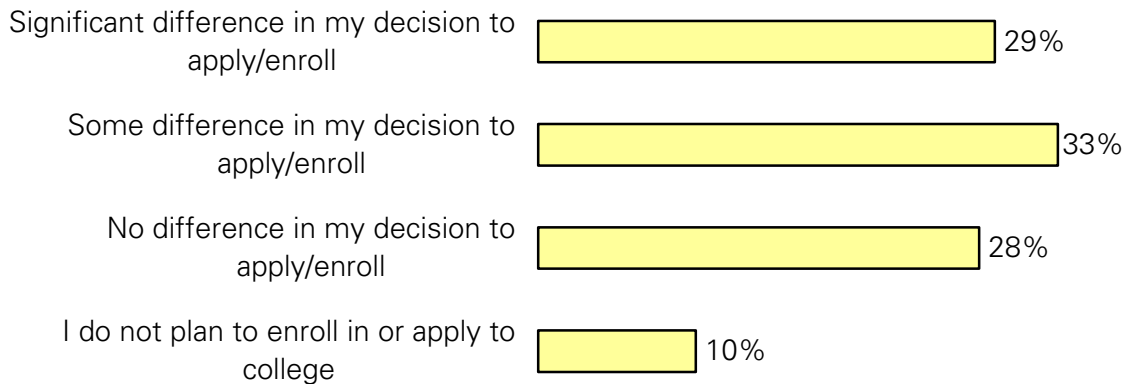 Significant difference in my decision to
apply/enroll
29%
Some difference in my decision to
apply/enroll
33%
No difference in my decision to
apply/enroll
28%
I do not plan to enroll in or apply to
college
10%